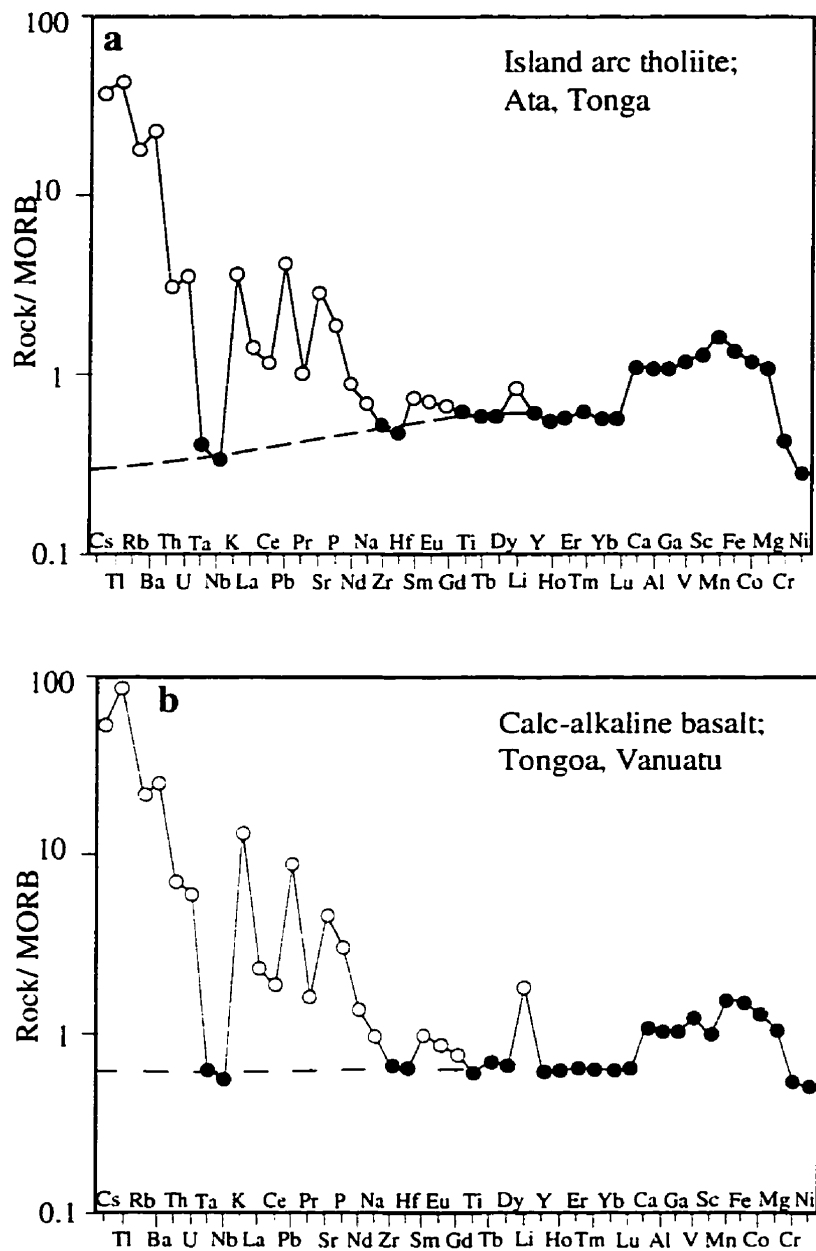 100
a
Island arc tholiite;
Ata, Tonga
10
Rock/ MORB
1
0.1
Cs Rb Th Ta K Ce Pr P Na Hf Eu Ti Dy Y Er Yb Ca Ga Sc Fe Mg Ni
Tl Ba U Nb La Pb Sr Nd Zr Sm Gd Tb Li Ho Tm Lu Al V Mn Co Cr
100
b
Calc-alkaline basalt;
Tongoa, Vanuatu
10
Rock/ MORB
1
0.1
Cs Rb Th Ta K Ce Pr P Na Hf Eu Ti Dy Y Er Yb Ca Ga Sc Fe Mg Ni
Tl Ba U Nb La Pb Sr Nd Zr Sm Gd Tb Li Ho Tm Lu Al V Mn Co Cr